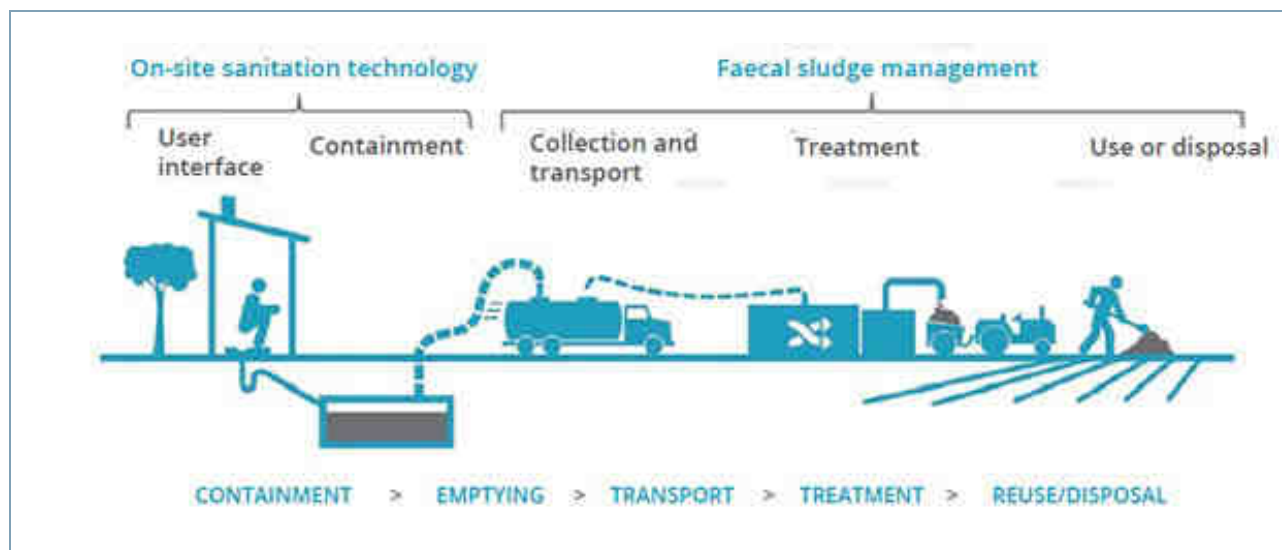 On-site sanitation technology
Faecal sludge management
User
interface
Containment
Collection and
transport
Treatment
Use or disposal
CONTAINMENT > EMPTYING > TRANSPORT > TREATMENT > REUSE/DISPOSAL